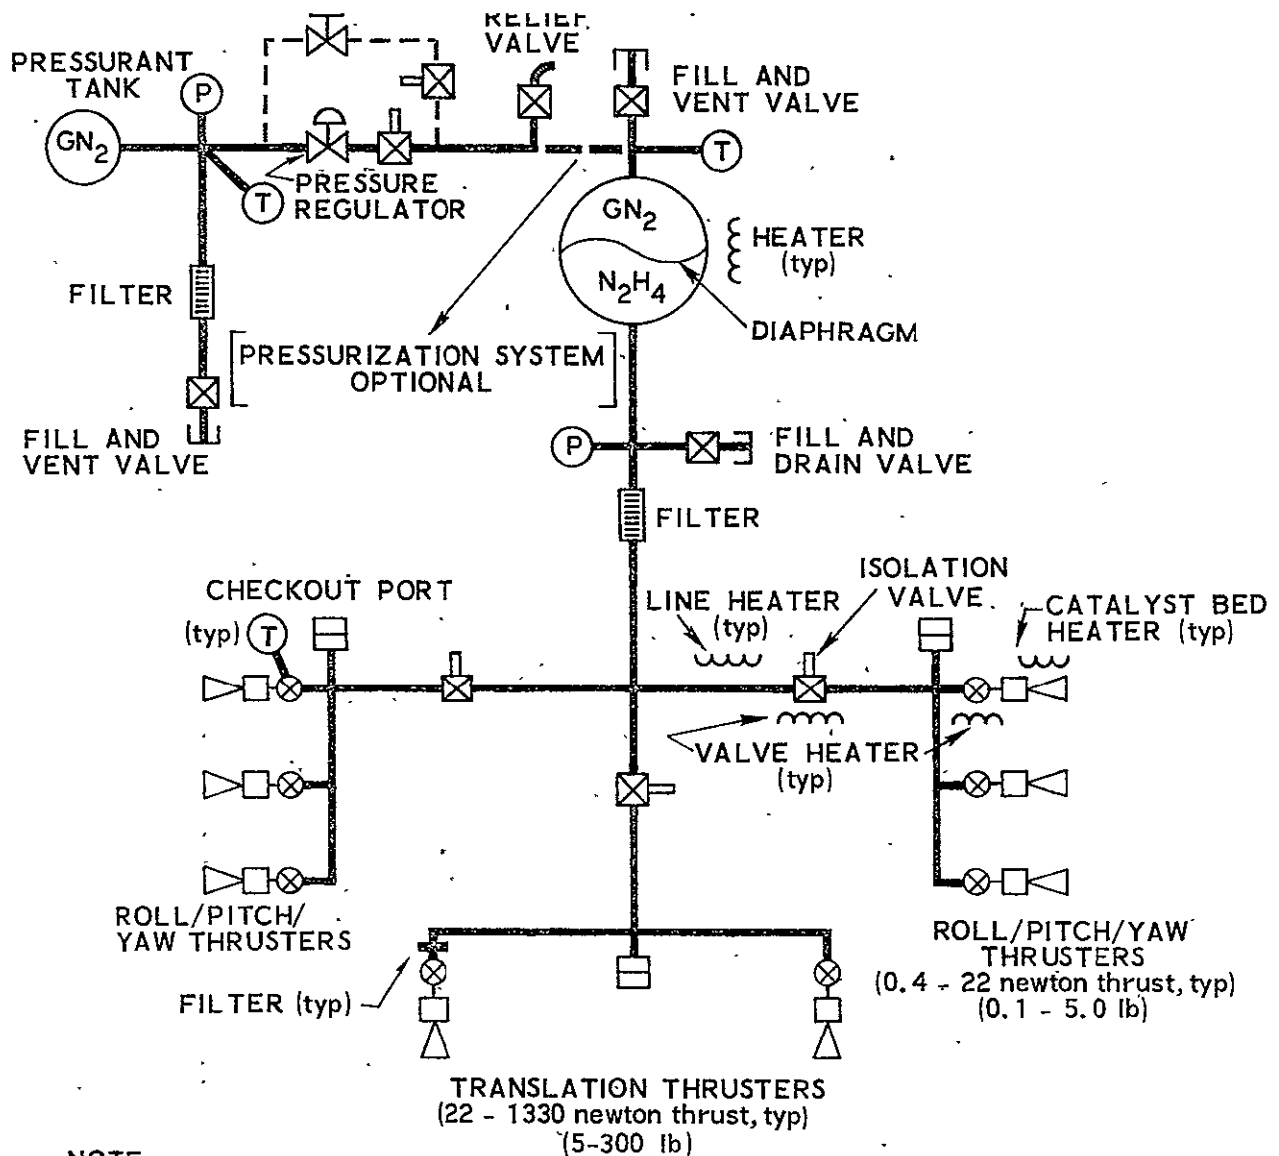 RELIEF
VALVE
PRESSURANT
TANK
P
FILL AND
VENT VALVE
GN2
T
PRESSURE
REGULATOR
T
GN2
N2H4
HEATER
(typ)
FILTER
DIAPHRAGM
PRESSURIZATION SYSTEM
OPTIONAL
FILL AND
VENT VALVE
P
FILL AND
DRAIN VALVE
FILTER
CHECKOUT PORT
(typ)
T
LINE HEATER
(typ)
ISOLATION
VALVE
CATALYST BED
HEATER (typ)
VALVE HEATER
(typ)
ROLL/PITCH/
YAW THRUSTERS
ROLL/PITCH/YAW
THRUSTERS
(0.4 - 22 newton thrust, typ)
(0.1 - 5.0 lb)
FILTER (typ)
TRANSLATION THRUSTERS
(22 - 1330 newton thrust, typ)
(5-300 lb)
NOTE